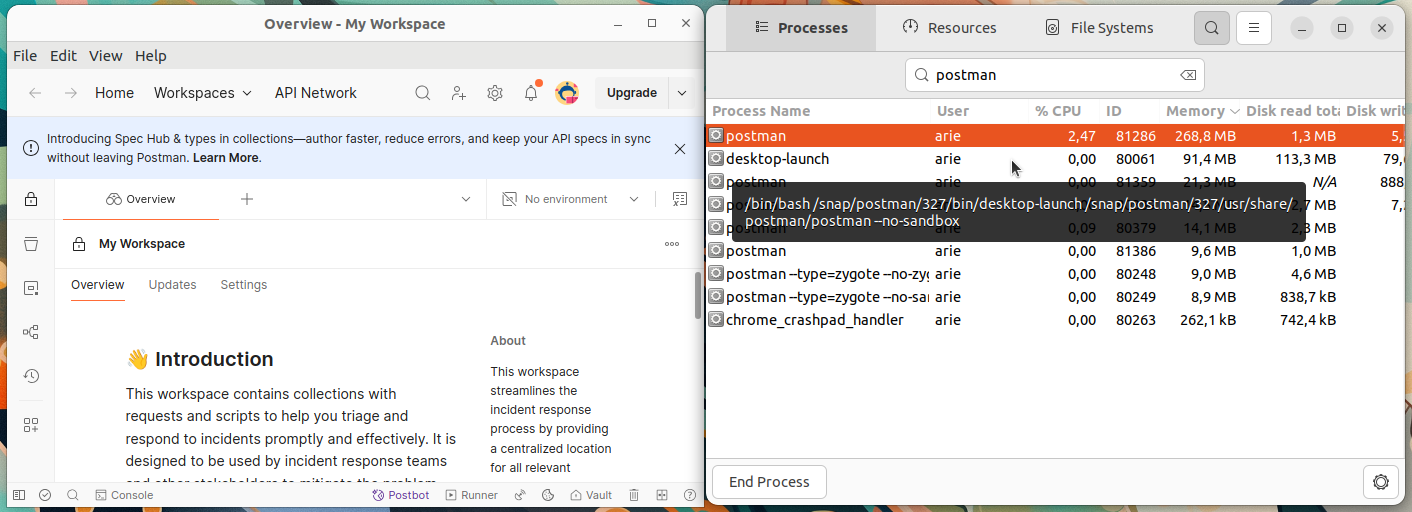 Overview - My Workspace
File Edit View Help
Home Workspaces API Network Upgrade
Introducing Spec Hub & types in collections—author faster, reduce errors, and keep your API specs in sync
without leaving Postman. Learn More.
Overview No environment
My Workspace
Overview Updates Settings
👋 Introduction
This workspace contains collections with
requests and scripts to help you triage and
respond to incidents promptly and effectively. It is
designed to be used by incident response teams
and other stakeholders to mitigate the problem
About
This workspace
streamlines the
incident response
process by providing
a centralized location
for all relevant
Console Postbot Runner Vault
Processes Resources File Systems
postman
Process Name User % CPU ID Memory Disk read tota Disk writ
postman arie 2,47 81286 268,8 MB 1,3 MB 5,
desktop-launch arie 0,00 80061 91,4 MB 113,3 MB 79,
postman arie 0,00 81359 21,3 MB N/A 888
/bin/bash /snap/postman/327/bin/desktop-launch /snap/postman/327/usr/share/
postman/postman --no-sandbox
2,7 MB 7,
postman arie 0,09 80379 14,1 MB 2,3 MB
postman arie 0,00 81386 9,6 MB 1,0 MB
postman --type=zygote --no-zyg arie 0,00 80248 9,0 MB 4,6 MB
postman --type=zygote --no-sa arie 0,00 80249 8,9 MB 838,7 kB
chrome_crashpad_handler arie 0,00 80263 262,1 kB 742,4 kB
End Process